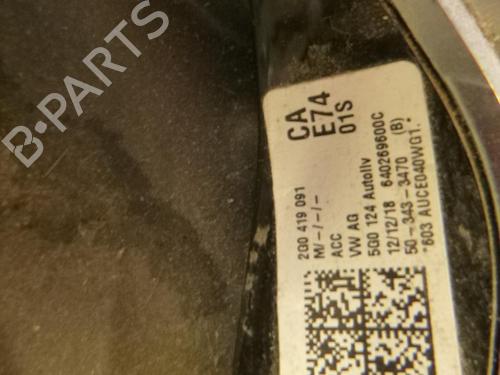 B-PARTS
CA
E74
01S
2G0 419 091
M/-/-/-
ACC
VW AG
5G0 124 Autoliv
12/12/18 640269600C
50-343-3470 (B)
*603 AUCE040WG1.*